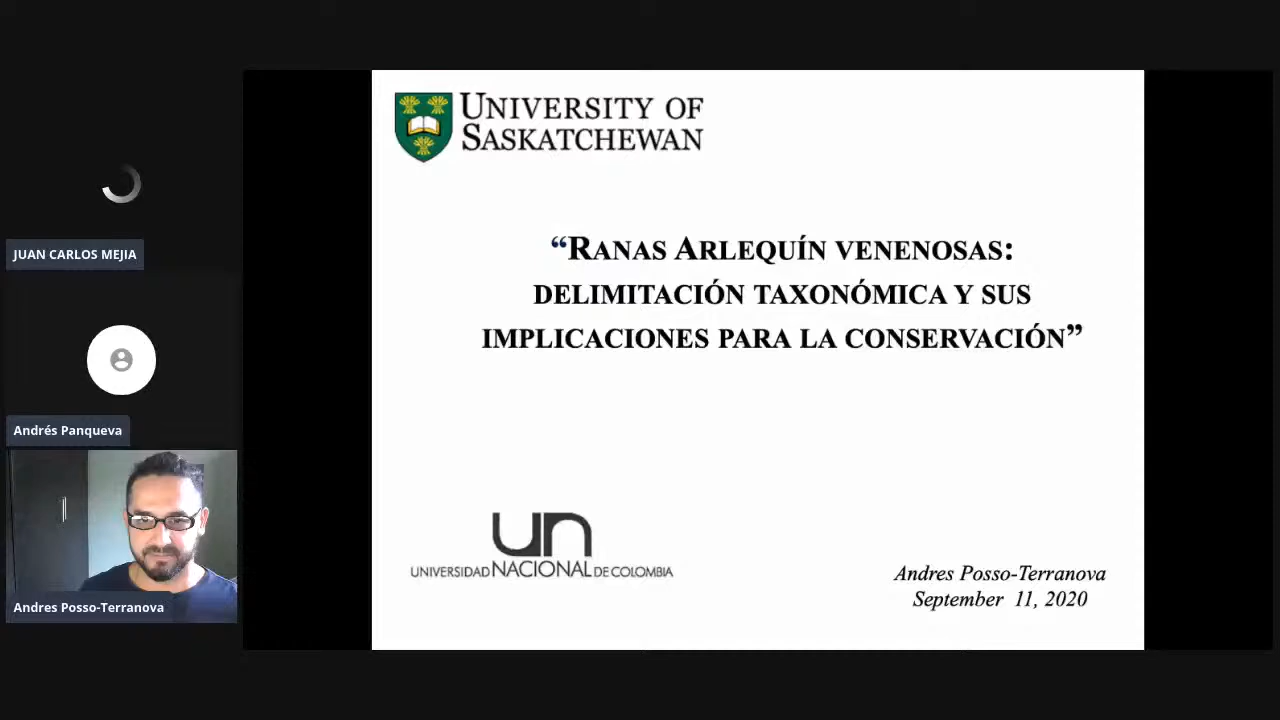 UNIVERSITY OF
SASKATCHEWAN
“RANAS ARLEQUÍN VENENOSAS:
DELIMITACIÓN TAXONÓMICA Y SUS
IMPLICACIONES PARA LA CONSERVACIÓN”
un
UNIVERSIDAD NACIONAL DE COLOMBIA
Andres Posso-Terranova
September 11, 2020
JUAN CARLOS MEJIA
Andrés Panqueva
Andres Posso-Terranova